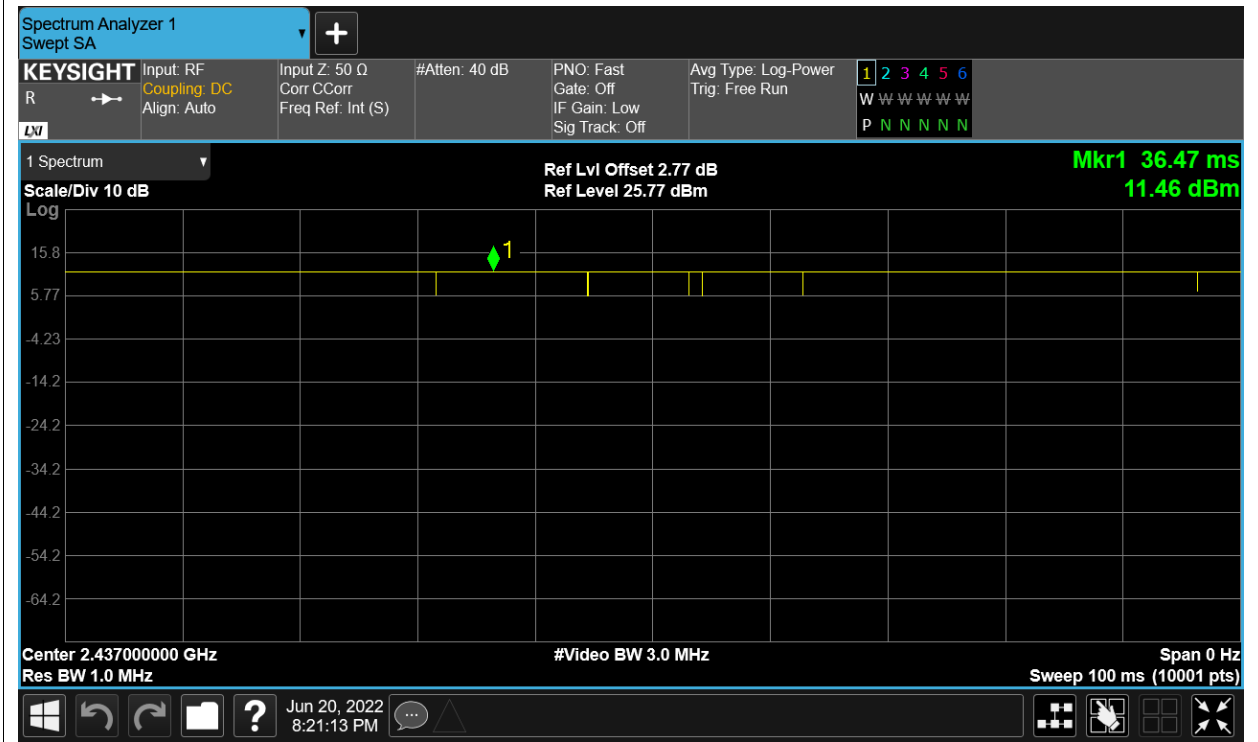 Spectrum Analyzer 1
Swept SA
+
KEYSIGHT Input: RF Input Z: 50 Ω #Atten: 40 dB PNO: Fast Avg Type: Log-Power 1 2 3 4 5 6
R Coupling: DC Corr CCorr Gate: Off Trig: Free Run W W W W W W
Align: Auto Freq Ref: Int (S) IF Gain: Low
LXI Sig Track: Off P N N N N N
1 Spectrum Ref Lvl Offset 2.77 dB Mkr1 36.47 ms
Scale/Div 10 dB Ref Level 25.77 dBm 11.46 dBm
Log
1
15.8
5.77
-4.23
-14.2
-24.2
-34.2
-44.2
-54.2
-64.2
Center 2.437000000 GHz #Video BW 3.0 MHz Span 0 Hz
Res BW 1.0 MHz Sweep 100 ms (10001 pts)
? Jun 20, 2022
8:21:13 PM